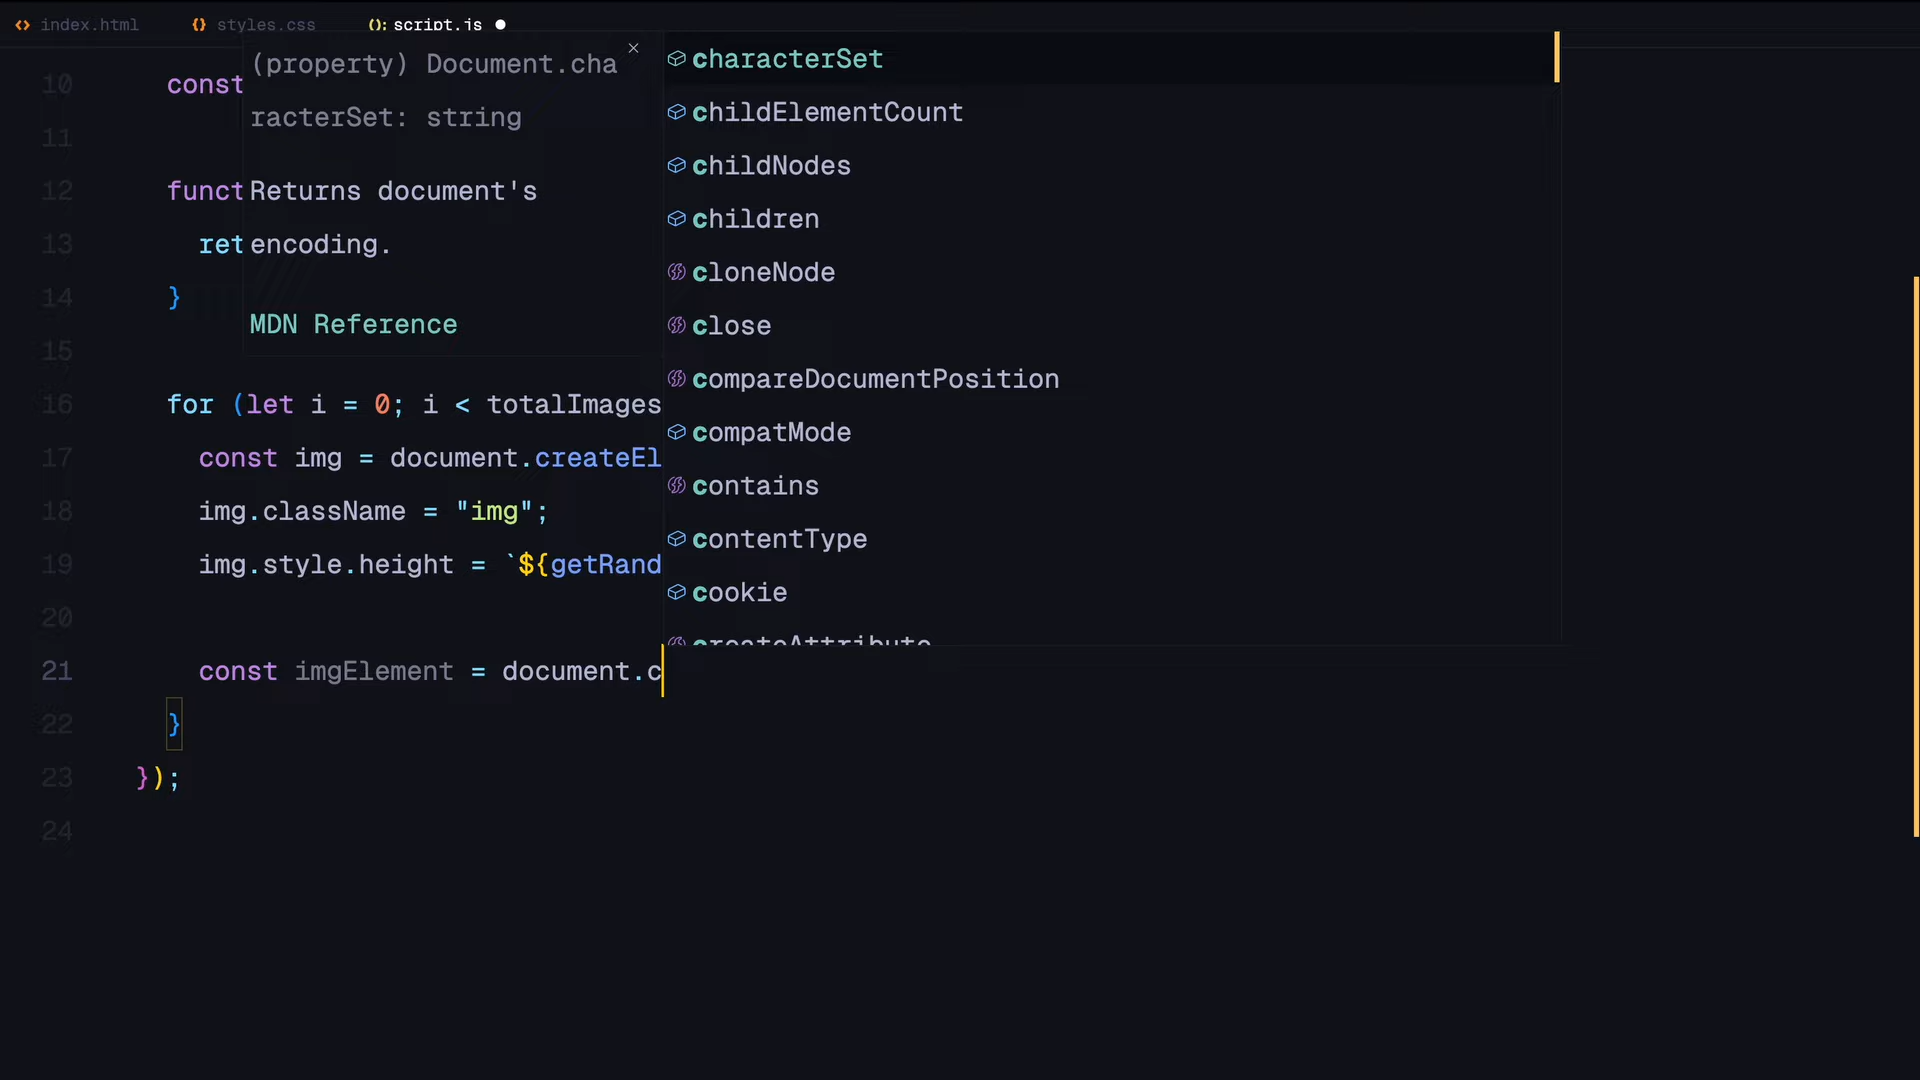 index.html
styles.css
script.js
10 const
11
12 funct
13 ret
14 }
15
16 for (let i = 0; i < totalImages
17 const img = document.createEl
18 img.className = "img";
19 img.style.height = `${getRand
20
21 const imgElement = document.c
22 }
23 });
24
(property) Document.cha
racterSet: string
Returns document's
encoding.
MDN Reference
characterSet
childElementCount
childNodes
children
cloneNode
close
compareDocumentPosition
compatMode
contains
contentType
cookie
createAttribute